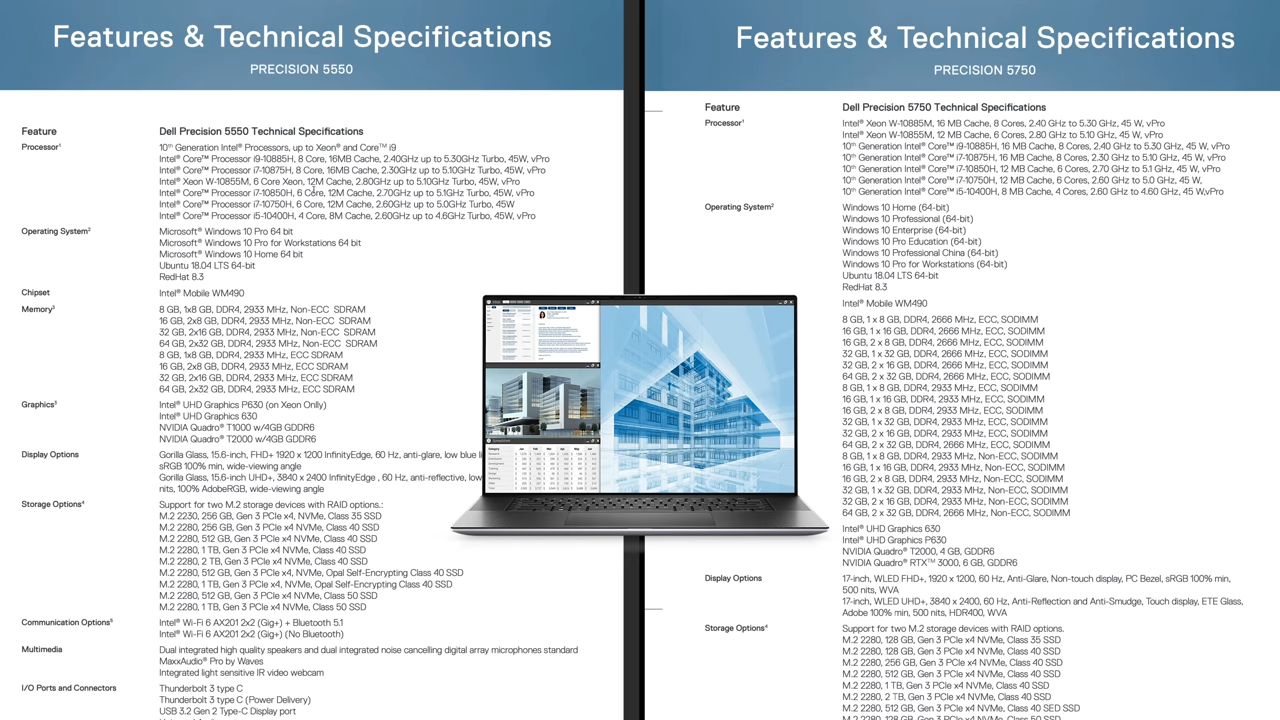 Features & Technical Specifications
PRECISION 5550
Feature
Dell Precision 5550 Technical Specifications
Processor¹
10th Generation Intel® Processors, up to Xeon® and Core™ i9
Intel® Core™ Processor i9-10885H, 8 Core, 16MB Cache, 2.40GHz up to 5.30GHz Turbo, 45W, vPro
Intel® Core™ Processor i7-10875H, 8 Core, 16MB Cache, 2.30GHz up to 5.10GHz Turbo, 45W, vPro
Intel® Xeon W-10855M, 6 Core Xeon, 12M Cache, 2.80GHz up to 5.10GHz Turbo, 45W, vPro
Intel® Core™ Processor i7-10850H, 6 Core, 12M Cache, 2.70GHz up to 5.1GHz Turbo, 45W, vPro
Intel® Core™ Processor i7-10750H, 6 Core, 12M Cache, 2.60GHz up to 5.0GHz Turbo, 45W
Intel® Core™ Processor i5-10400H, 4 Core, 8M Cache, 2.60GHz up to 4.6GHz Turbo, 45W, vPro
Operating System²
Microsoft® Windows 10 Pro 64 bit
Microsoft® Windows 10 Pro for Workstations 64 bit
Microsoft® Windows 10 Home 64 bit
Ubuntu 18.04 LTS 64-bit
RedHat 8.3
Chipset
Intel® Mobile WM490
Memory³
8 GB, 1x8 GB, DDR4, 2933 MHz, Non-ECC SDRAM
16 GB, 2x8 GB, DDR4, 2933 MHz, Non-ECC SDRAM
32 GB, 2x16 GB, DDR4, 2933 MHz, Non-ECC SDRAM
64 GB, 2x32 GB, DDR4, 2933 MHz, Non-ECC SDRAM
8 GB, 1x8 GB, DDR4, 2933 MHz, ECC SDRAM
16 GB, 2x8 GB, DDR4, 2933 MHz, ECC SDRAM
32 GB, 2x16 GB, DDR4, 2933 MHz, ECC SDRAM
64 GB, 2x32 GB, DDR4, 2933 MHz, ECC SDRAM
Graphics³
Intel® UHD Graphics P630 (on Xeon Onlly)
Intel® UHD Graphics 630
NVIDIA Quadro® T1000 w/4GB GDDR6
NVIDIA Quadro® T2000 w/4GB GDDR6
Display Options
Gorilla Glass, 15.6-inch, FHD+ 1920 x 1200 InfinityEdge, 60 Hz, anti-glare, low blue
sRGB 100% min, wide-viewing angle
Gorilla Glass, 15.6-inch UHD+, 3840 x 2400 InfinityEdge , 60 Hz, anti-reflective, low
nits, 100% AdobeRGB, wide-viewing angle
Storage Options⁴
Support for two M.2 storage devices with RAID options.:
M.2 2230, 256 GB, Gen 3 PCIe x4 NVMe, Class 35 SSD
M.2 2280, 256 GB, Gen 3 PCIe x4 NVMe, Class 40 SSD
M.2 2280, 512 GB, Gen 3 PCIe x4 NVMe, Class 40 SSD
M.2 2280, 1 TB, Gen 3 PCIe x4 NVMe, Class 40 SSD
M.2 2280, 2 TB, Gen 3 PCIe x4 NVMe, Class 40 SSD
M.2 2280, 512 GB, Gen 3 PCIe x4, NVMe, Opal Self-Encrypting Class 40 SSD
M.2 2280, 1 TB, Gen 3 PCIe x4, NVMe, Opal Self-Encrypting Class 40 SSD
M.2 2280, 512 GB, Gen 3 PCIe x4 NVMe, Class 50 SSD
M.2 2280, 1 TB, Gen 3 PCIe x4 NVMe, Class 50 SSD
Communication Options⁵
Intel® Wi-Fi 6 AX201 2x2 (Gig+) + Bluetooth 5.1
Intel® Wi-Fi 6 AX201 2x2 (Gig+) (No Bluetooth)
Multimedia
Dual integrated high quality speakers and dual integrated noise cancelling digital array microphones standard
MaxxAudio® Pro by Waves
Integrated light sensitive IR video webcam
I/O Ports and Connectors
Thunderbolt 3 type C
Thunderbolt 3 type C (Power Delivery)
USB 3.2 Gen 2 Type-C Display port
Features & Technical Specifications
PRECISION 5750
Feature
Dell Precision 5750 Technical Specifications
Processor¹
Intel® Xeon W-10885M, 16 MB Cache, 8 Cores, 2.40 GHz to 5.30 GHz, 45 W, vPro
Intel® Xeon W-10855M, 12 MB Cache, 6 Cores, 2.80 GHz to 5.10 GHz, 45 W, vPro
10th Generation Intel® Core™ i9-10885H, 16 MB Cache, 8 Cores, 2.40 GHz to 5.30 GHz, 45 W, vPro
10th Generation Intel® Core™ i7-10875H, 16 MB Cache, 8 Cores, 2.30 GHz to 5.10 GHz, 45 W, vPro
10th Generation Intel® Core™ i7-10850H, 12 MB Cache, 6 Cores, 2.70 GHz to 5.1 GHz, 45 W, vPro
10th Generation Intel® Core™ i7-10750H, 12 MB Cache, 6 Cores, 2.60 GHz to 5.0 GHz, 45 W,
10th Generation Intel® Core™ i5-10400H, 8 MB Cache, 4 Cores, 2.60 GHz to 4.60 GHz, 45 W,vPro
Operating System²
Windows 10 Home (64-bit)
Windows 10 Professional (64-bit)
Windows 10 Enterprise (64-bit)
Windows 10 Pro Education (64-bit)
Windows 10 Professional China (64-bit)
Windows 10 Pro for Workstations (64-bit)
Ubuntu 18.04 LTS 64-bit
RedHat 8.3
Intel® Mobile WM490
8 GB, 1 x 8 GB, DDR4, 2666 MHz, ECC, SODIMM
16 GB, 1 x 16 GB, DDR4, 2666 MHz, ECC, SODIMM
16 GB, 2 x 8 GB, DDR4, 2666 MHz, ECC, SODIMM
32 GB, 1 x 32 GB, DDR4, 2666 MHz, ECC, SODIMM
32 GB, 2 x 16 GB, DDR4, 2666 MHz, ECC, SODIMM
64 GB, 2 x 32 GB, DDR4, 2666 MHz, ECC, SODIMM
8 GB, 1 x 8 GB, DDR4, 2933 MHz, ECC, SODIMM
16 GB, 1 x 16 GB, DDR4, 2933 MHz, ECC, SODIMM
16 GB, 2 x 8 GB, DDR4, 2933 MHz, ECC, SODIMM
32 GB, 1 x 32 GB, DDR4, 2933 MHz, ECC, SODIMM
32 GB, 2 x 16 GB, DDR4, 2933 MHz, ECC, SODIMM
64 GB, 2 x 32 GB, DDR4, 2933 MHz, ECC, SODIMM
8 GB, 1 x 8 GB, DDR4, 2933 MHz, Non-ECC, SODIMM
16 GB, 1 x 16 GB, DDR4, 2933 MHz, Non-ECC, SODIMM
16 GB, 2 x 8 GB, DDR4, 2933 MHz, Non-ECC, SODIMM
32 GB, 1 x 32 GB, DDR4, 2933 MHz, Non-ECC, SODIMM
32 GB, 2 x 16 GB, DDR4, 2933 MHz, Non-ECC, SODIMM
64 GB, 2 x 32 GB, DDR4, 2933 MHz, Non-ECC, SODIMM
Intel® UHD Graphics 630
Intel® UHD Graphics P630
NVIDIA Quadro® T2000, 4 GB, GDDR6
NVIDIA Quadro® RTX™ 3000, 6 GB, GDDR6
Display Options
17-inch, WLED FHD+, 1920 x 1200, 60 Hz, Anti-Glare, Non-touch display, PC Bezel, sRGB 100% min,
500 nits, WVA
17-inch, WLED UHD+, 3840 x 2400, 60 Hz, Anti-Reflection and Anti-Smudge, Touch display, ETE Glass,
Adobe 100% min, 500 nits, HDR400, WVA
Storage Options⁴
Support for two M.2 storage devices with RAID options.
M.2 2280, 128 GB, Gen 3 PCIe x4 NVMe, Class 35 SSD
M.2 2280, 128 GB, Gen 3 PCIe x4 NVMe, Class 40 SSD
M.2 2280, 256 GB, Gen 3 PCIe x4 NVMe, Class 40 SSD
M.2 2280, 512 GB, Gen 3 PCIe x4 NVMe, Class 40 SSD
M.2 2280, 1 TB, Gen 3 PCIe x4 NVMe, Class 40 SSD
M.2 2280, 2 TB, Gen 3 PCIe x4 NVMe, Class 40 SSD
M.2 2280, 512 GB, Gen 3 PCIe x4 NVMe, Class 40 SED SSD